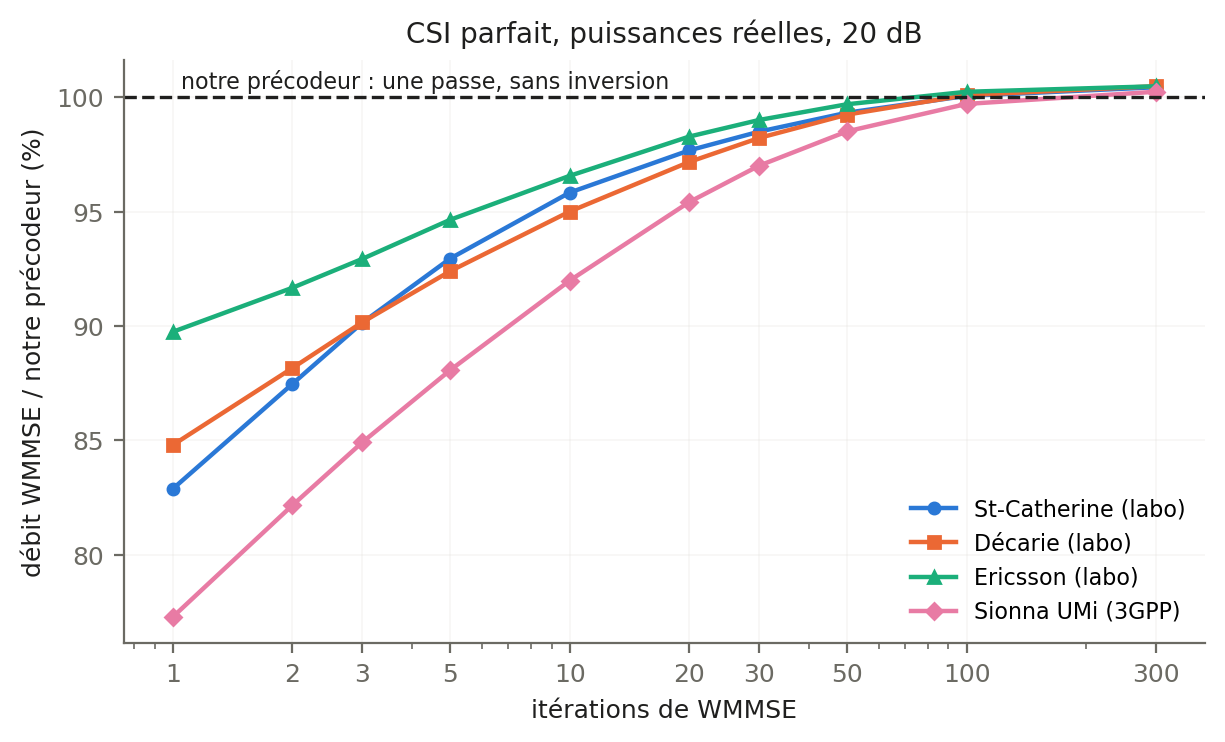 CSI parfait, puissances réelles, 20 dB
notre précodeur : une passe, sans inversion
débit WMMSE / notre précodeur (%)
100
95
90
85
80
St-Catherine (labo)
Décarie (labo)
Ericsson (labo)
Sionna UMi (3GPP)
1 2 3 5 10 20 30 50 100 300
itérations de WMMSE